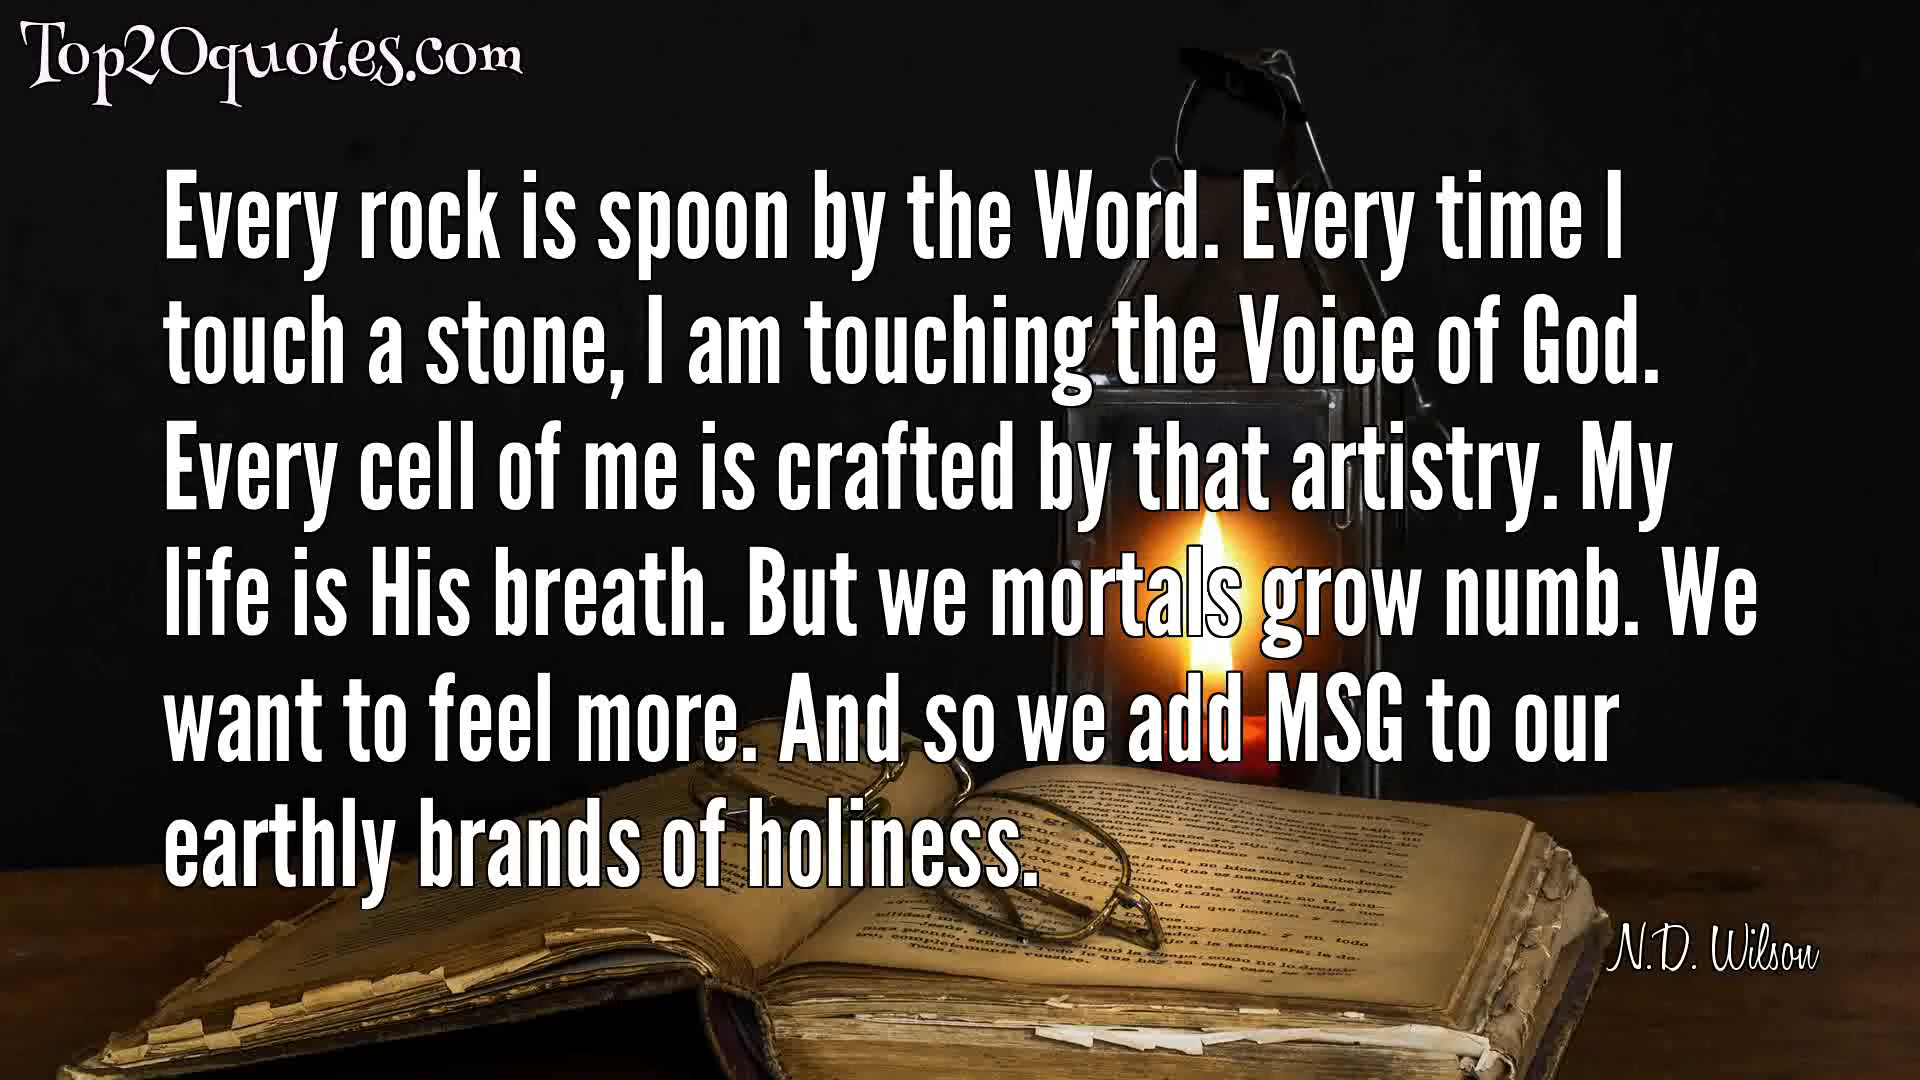 Top20quotes.com
Every rock is spoon by the Word. Every time I
touch a stone, I am touching the Voice of God.
Every cell of me is crafted by that artistry. My
life is His breath. But we mortals grow numb. We
want to feel more. And so we add MSG to our
earthly brands of holiness.
N.D. Wilson